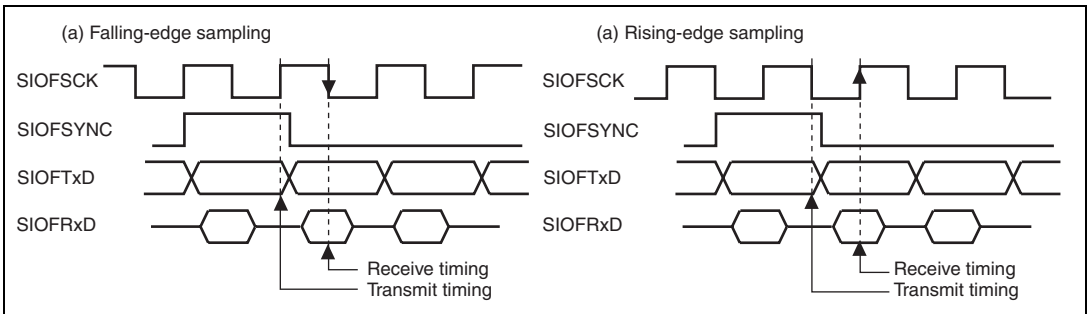 (a) Falling-edge sampling
SIOFSCK
SIOFSYNC
SIOFTxD
SIOFRxD
Receive timing
Transmit timing
(a) Rising-edge sampling
SIOFSCK
SIOFSYNC
SIOFTxD
SIOFRxD
Receive timing
Transmit timing